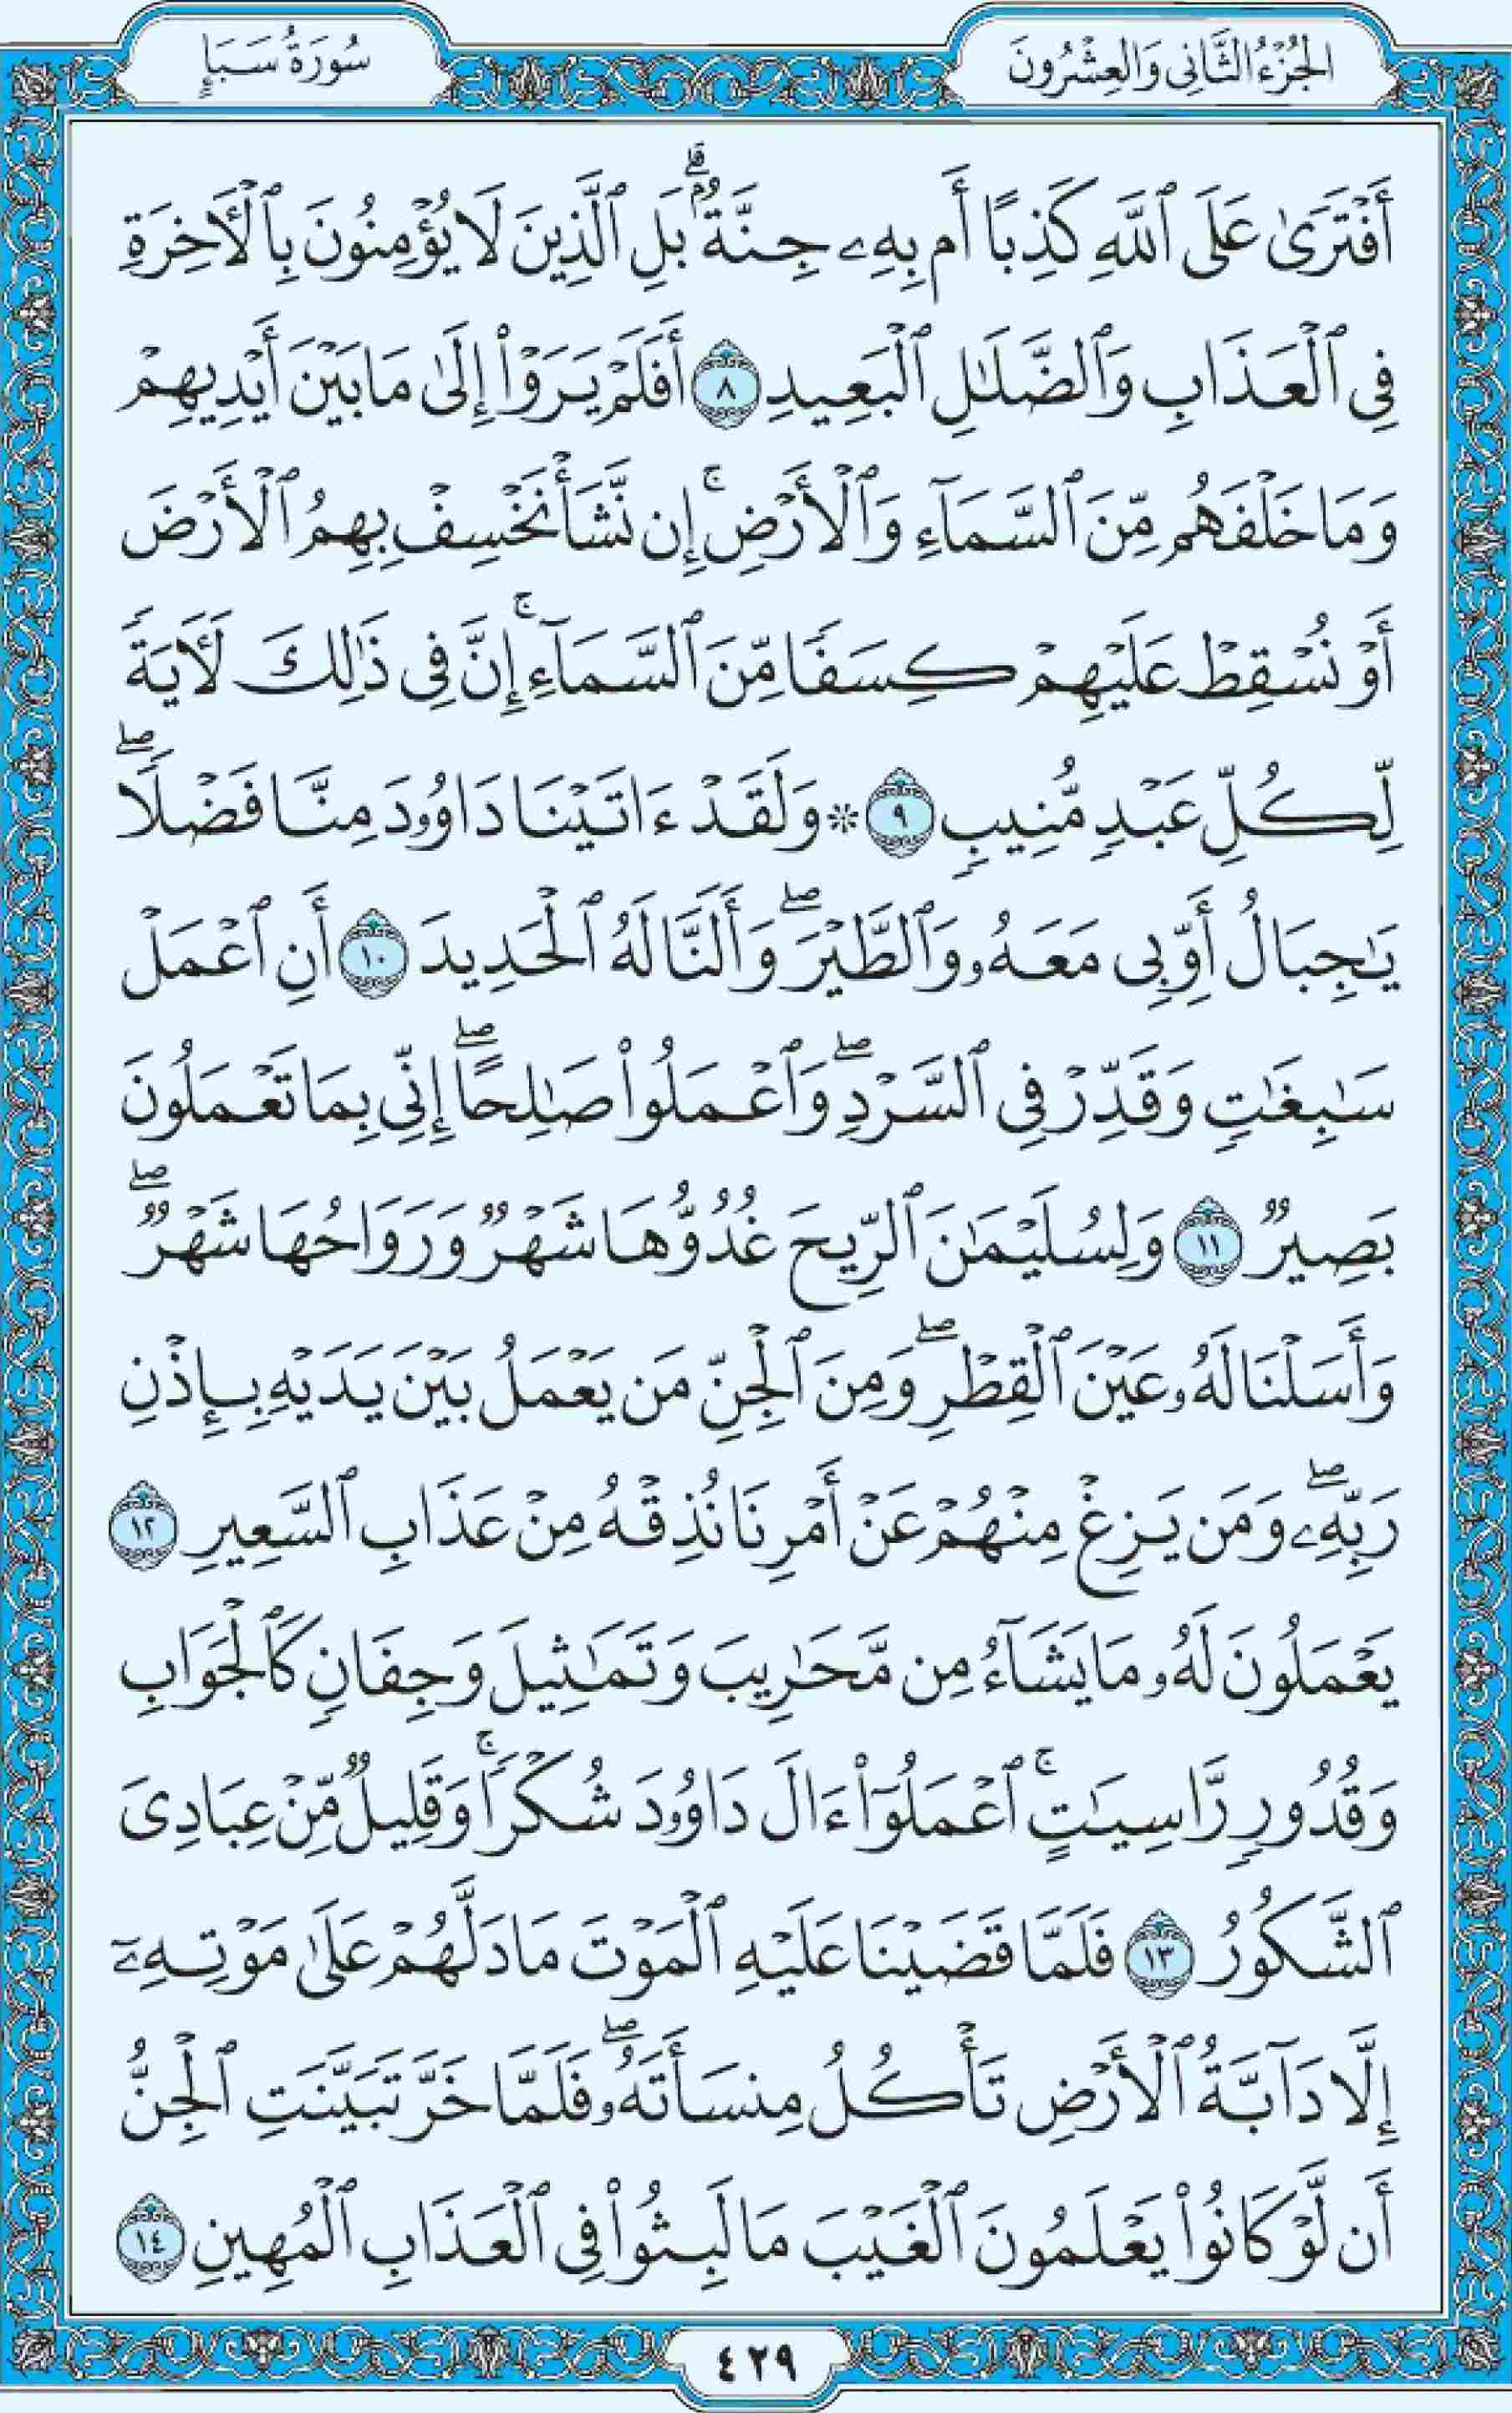 الجُزْءُ الثَّانِي وَالعِشْرُونَ
سُورَةُ سَبَإٍ
أَفْتَرَىٰ عَلَى ٱللَّهِ كَذِبًا أَم بِهِۦ جِنَّةٌۢ ۗ بَلِ ٱلَّذِينَ لَا يُؤْمِنُونَ بِٱلْأَخِرَةِ
فِى ٱلْعَذَابِ وَٱلضَّلَٰلِ ٱلْبَعِيدِ ٨ أَفَلَمْ يَرَوْا۟ إِلَىٰ مَا بَيْنَ أَيْدِيهِمْ
وَمَا خَلْفَهُم مِّنَ ٱلسَّمَآءِ وَٱلْأَرْضِ ۚ إِن نَّشَأْ نَخْسِفْ بِهِمُ ٱلْأَرْضَ
أَوْ نُسْقِطْ عَلَيْهِمْ كِسَفًا مِّنَ ٱلسَّمَآءِ ۚ إِنَّ فِى ذَٰلِكَ لَأَيَةً
لِّكُلِّ عَبْدٍ مُّنِيبٍ ٩ * وَلَقَدْ ءَاتَيْنَا دَاوُۥدَ مِنَّا فَضْلًا ۖ
يَٰجِبَالُ أَوِّبِى مَعَهُۥ وَٱلطَّيْرَ ۖ وَأَلَنَّا لَهُ ٱلْحَدِيدَ ١٠ أَنِ ٱعْمَلْ
سَٰبِغَٰتٍ وَقَدِّرْ فِى ٱلسَّرْدِ ۖ وَٱعْمَلُوا۟ صَٰلِحًا ۖ إِنِّى بِمَا تَعْمَلُونَ
بَصِيرٌ ١١ وَلِسُلَيْمَٰنَ ٱلرِّيحَ غُدُوُّهَا شَهْرٌ وَرَوَاحُهَا شَهْرٌ ۖ
وَأَسَلْنَا لَهُۥ عَيْنَ ٱلْقِطْرِ ۖ وَمِنَ ٱلْجِنِّ مَن يَعْمَلُ بَيْنَ يَدَيْهِ بِإِذْنِ
رَبِّهِۦ ۖ وَمَن يَزِغْ مِنْهُمْ عَنْ أَمْرِنَا نُذِقْهُ مِنْ عَذَابِ ٱلسَّعِيرِ ١٢
يَعْمَلُونَ لَهُۥ مَا يَشَآءُ مِن مَّحَٰرِيبَ وَتَمَٰثِيلَ وَجِفَانٍ كَٱلْجَوَابِ
وَقُدُورٍ رَّاسِيَٰتٍ ۚ ٱعْمَلُوٓا۟ ءَالَ دَاوُۥدَ شُكْرًا ۚ وَقَلِيلٌ مِّنْ عِبَادِىَ
ٱلشَّكُورُ ١٣ فَلَمَّا قَضَيْنَا عَلَيْهِ ٱلْمَوْتَ مَا دَلَّهُمْ عَلَىٰ مَوْتِهِۦٓ
إِلَّا دَآبَّةُ ٱلْأَرْضِ تَأْكُلُ مِنسَأَتَهُۥ ۖ فَلَمَّا خَرَّ تَبَيَّنَتِ ٱلْجِنُّ
أَن لَّوْ كَانُوا۟ يَعْلَمُونَ ٱلْغَيْبَ مَا لَبِثُوا۟ فِى ٱلْعَذَابِ ٱلْمُهِينِ ١٤
٤٢٩